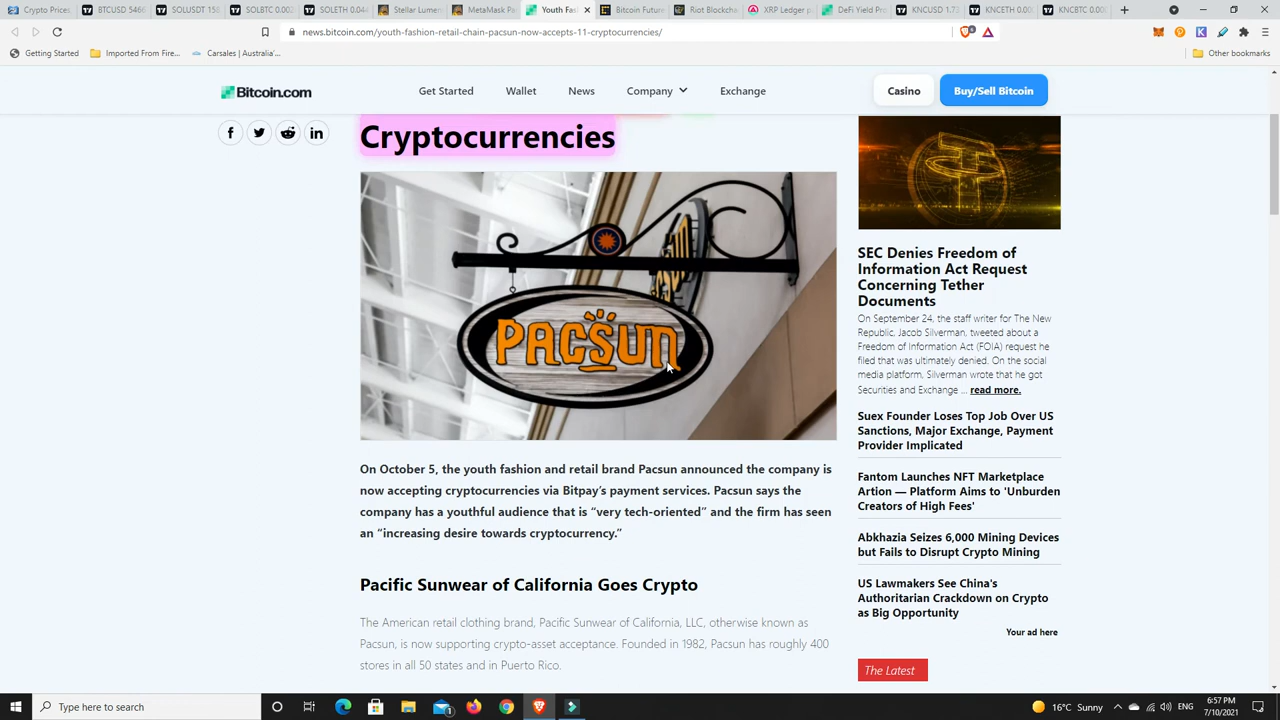 Crypto Prices
BTCUSD 5466
SOLUSDT 158.
SOLBTC 0.002
SOLETH 0.044
Stellar Lumen
MetaMask Pl
Youth Fas
Bitcoin Future
Riot Blockcha
XRP Ledger p
DeFi Yield Pro
KNCUSD 1.73
KNCETH 0.000
KNCBTC 0.000
news.bitcoin.com/youth-fashion-retail-chain-pacsun-now-accepts-11-cryptocurrencies/
Getting Started
Imported From Fire...
Carsales | Australia'...
Other bookmarks
Bitcoin.com
Get Started
Wallet
News
Company
Exchange
Casino
Buy/Sell Bitcoin
Cryptocurrencies
PACSUN
On October 5, the youth fashion and retail brand Pacsun announced the company is
now accepting cryptocurrencies via Bitpay’s payment services. Pacsun says the
company has a youthful audience that is “very tech-oriented” and the firm has seen
an “increasing desire towards cryptocurrency.”
Pacific Sunwear of California Goes Crypto
The American retail clothing brand, Pacific Sunwear of California, LLC, otherwise known as
Pacsun, is now supporting crypto-asset acceptance. Founded in 1982, Pacsun has roughly 400
stores in all 50 states and in Puerto Rico.
SEC Denies Freedom of
Information Act Request
Concerning Tether
Documents
On September 24, the staff writer for The New
Republic, Jacob Silverman, tweeted about a
Freedom of Information Act (FOIA) request he
filed that was ultimately denied. On the social
media platform, Silverman wrote that he got
Securities and Exchange ... read more.
Suex Founder Loses Top Job Over US
Sanctions, Major Exchange, Payment
Provider Implicated
Fantom Launches NFT Marketplace
Artion — Platform Aims to 'Unburden
Creators of High Fees'
Abkhazia Seizes 6,000 Mining Devices
but Fails to Disrupt Crypto Mining
US Lawmakers See China's
Authoritarian Crackdown on Crypto
as Big Opportunity
Your ad here
The Latest
Type here to search
16°C Sunny
ENG
6:57 PM
7/10/2021